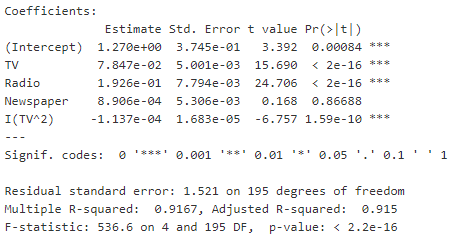 Coefficients:
Estimate Std. Error t value Pr(>|t|)
(Intercept) 1.270e+00 3.745e-01 3.392 0.00084 ***
TV 7.847e-02 5.001e-03 15.690 < 2e-16 ***
Radio 1.926e-01 7.794e-03 24.706 < 2e-16 ***
Newspaper 8.906e-04 5.306e-03 0.168 0.86688
I(TV^2) -1.137e-04 1.683e-05 -6.757 1.59e-10 ***
---
Signif. codes: 0 '***' 0.001 '**' 0.01 '*' 0.05 '.' 0.1 ' ' 1
Residual standard error: 1.521 on 195 degrees of freedom
Multiple R-squared: 0.9167, Adjusted R-squared: 0.915
F-statistic: 536.6 on 4 and 195 DF, p-value: < 2.2e-16